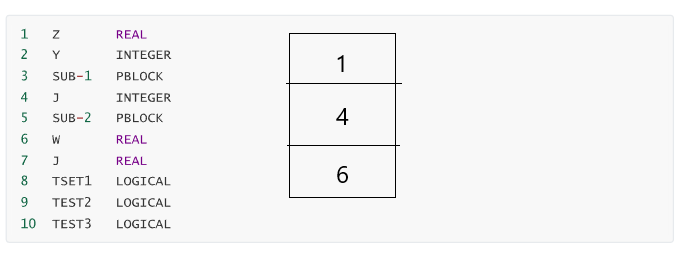 1 Z REAL
2 Y INTEGER
3 SUB-1 PBLOCK
4 J INTEGER
5 SUB-2 PBLOCK
6 W REAL
7 J REAL
8 TSET1 LOGICAL
9 TEST2 LOGICAL
10 TEST3 LOGICAL
1
4
6